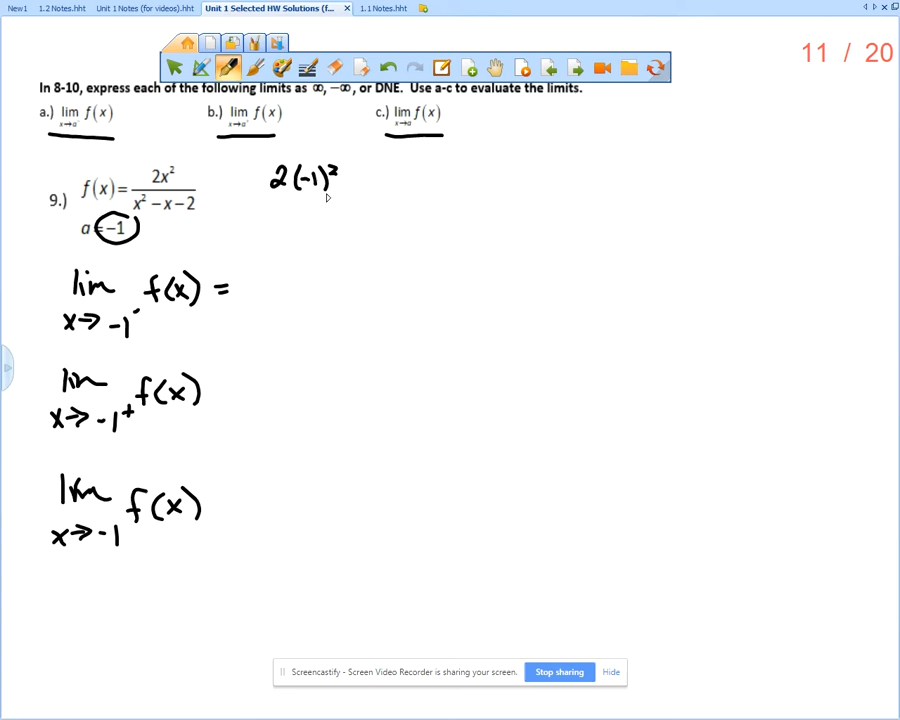 New1 1.2 Notes.hht Unit 1 Notes (for videos).hht Unit 1 Selected HW Solutions (f... 1.1 Notes.hht
11 / 20
In 8-10, express each of the following limits as ∞, −∞, or DNE. Use a-c to evaluate the limits.
a.) lim x→a⁻ f(x) b.) lim x→a⁺ f(x) c.) lim x→a f(x)
9.) f(x) = 2x² / (x² − x − 2) 2(-1)²
a = −1
lim x→ -1⁻ f(x) =
lim x→ -1⁺ f(x)
lim x→ -1 f(x)
Screencastify - Screen Video Recorder is sharing your screen. Stop sharing Hide